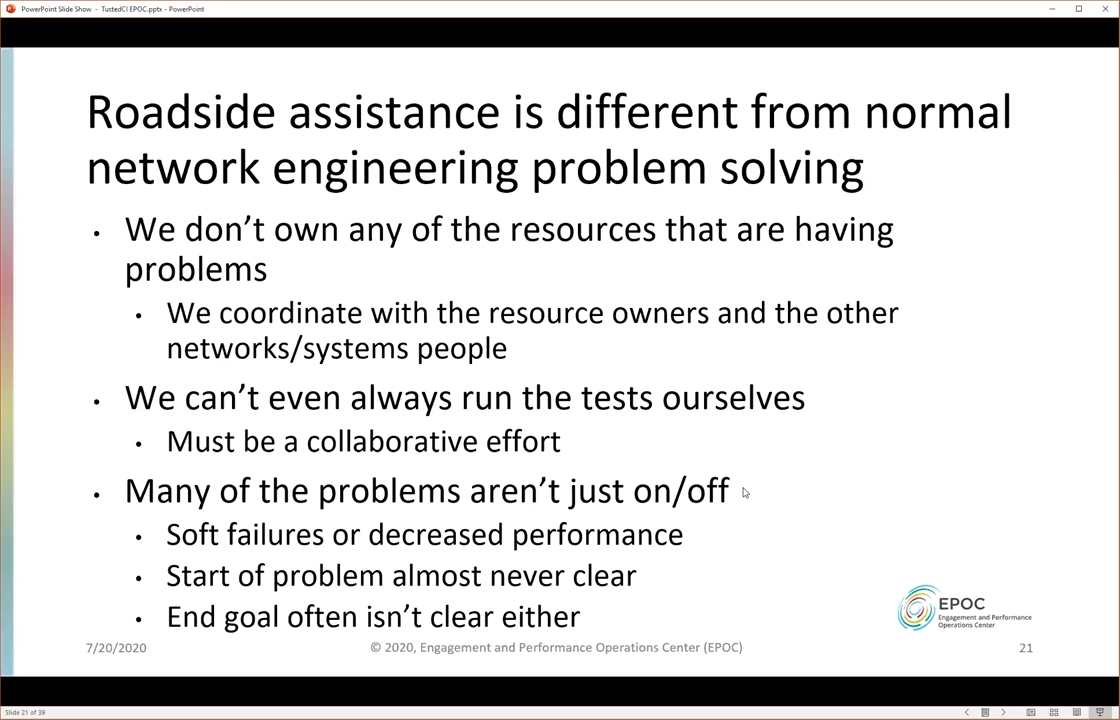 PowerPoint Slide Show - TustedCI EPOC.pptx - PowerPoint
Roadside assistance is different from normal
network engineering problem solving
• We don’t own any of the resources that are having
problems
• We coordinate with the resource owners and the other
networks/systems people
• We can’t even always run the tests ourselves
• Must be a collaborative effort
• Many of the problems aren’t just on/off
• Soft failures or decreased performance
• Start of problem almost never clear
• End goal often isn’t clear either
EPOC
Engagement and Performance
Operations Center
7/20/2020
© 2020, Engagement and Performance Operations Center (EPOC)
21
Slide 21 of 39